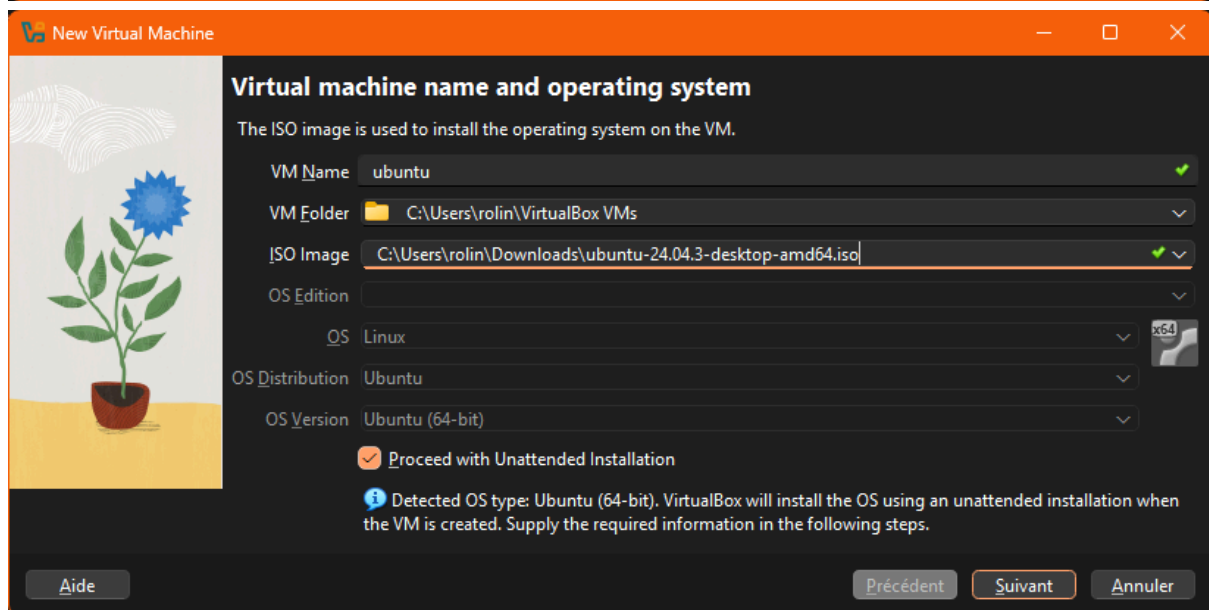 New Virtual Machine
Virtual machine name and operating system
The ISO image is used to install the operating system on the VM.
VM Name ubuntu
VM Folder C:\Users\rolin\VirtualBox VMs
ISO Image C:\Users\rolin\Downloads\ubuntu-24.04.3-desktop-amd64.iso
OS Edition
OS Linux
x64
OS Distribution Ubuntu
OS Version Ubuntu (64-bit)
Proceed with Unattended Installation
Detected OS type: Ubuntu (64-bit). VirtualBox will install the OS using an unattended installation when
the VM is created. Supply the required information in the following steps.
Aide Précédent Suivant Annuler